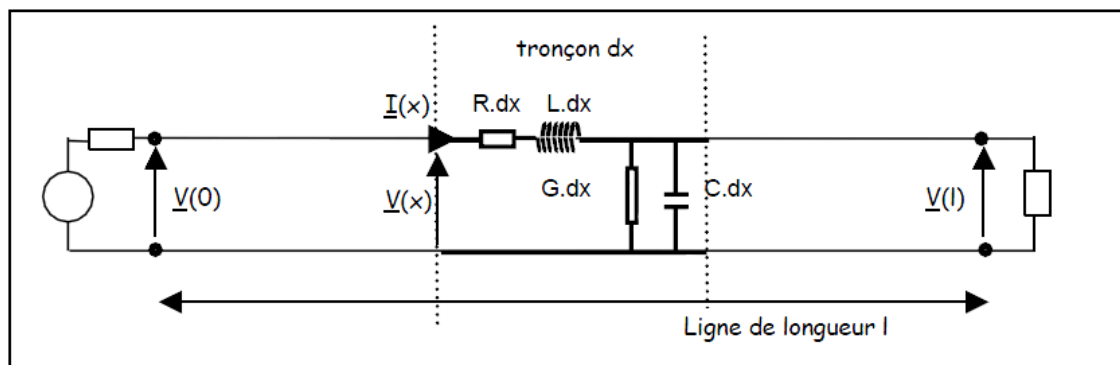 tronçon dx
I(x) R.dx L.dx
V(0) V(x) G.dx C.dx V(l)
Ligne de longueur l